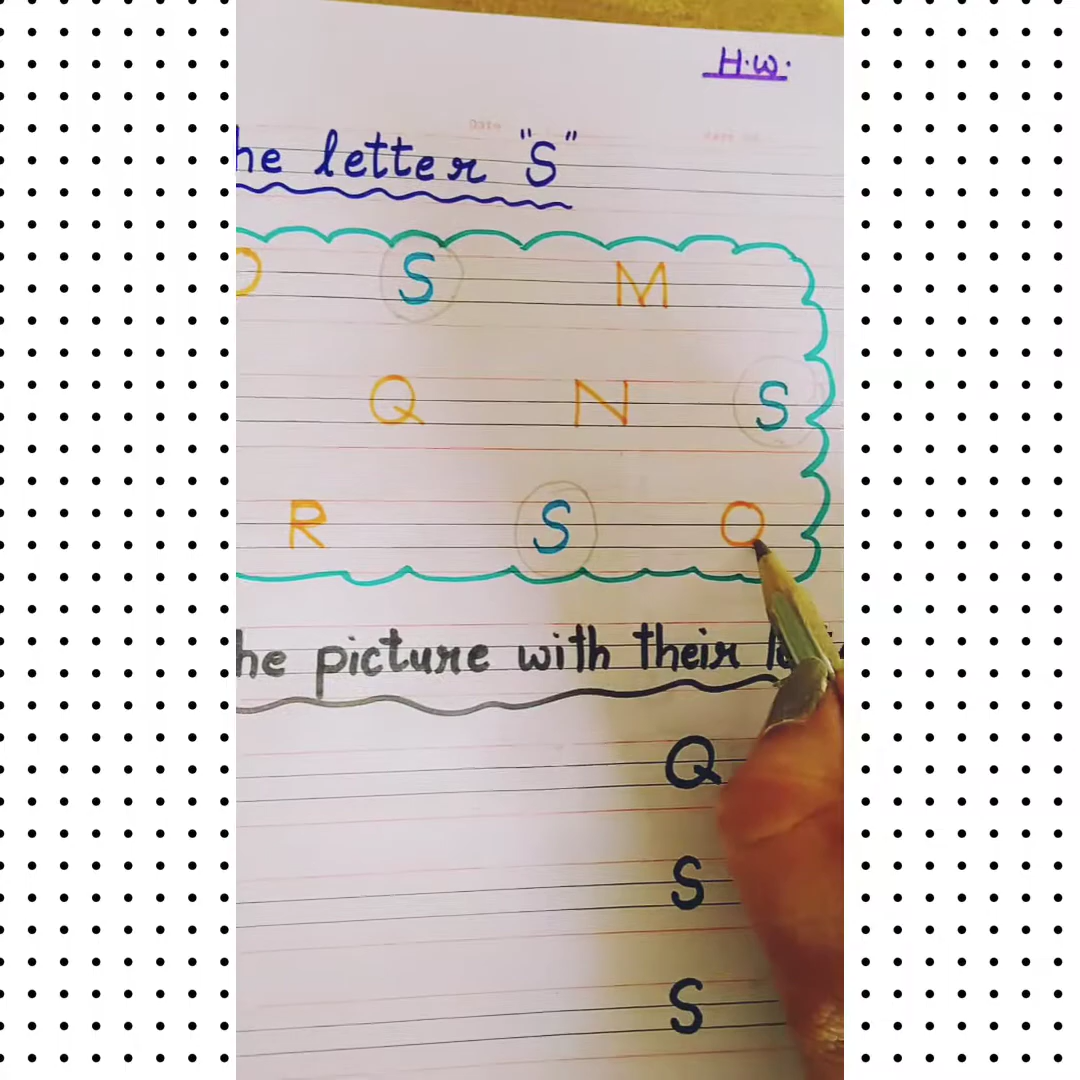 H.W.
he letter "S"
O S M
Q N S
R S O
he picture with their
Q
S
S